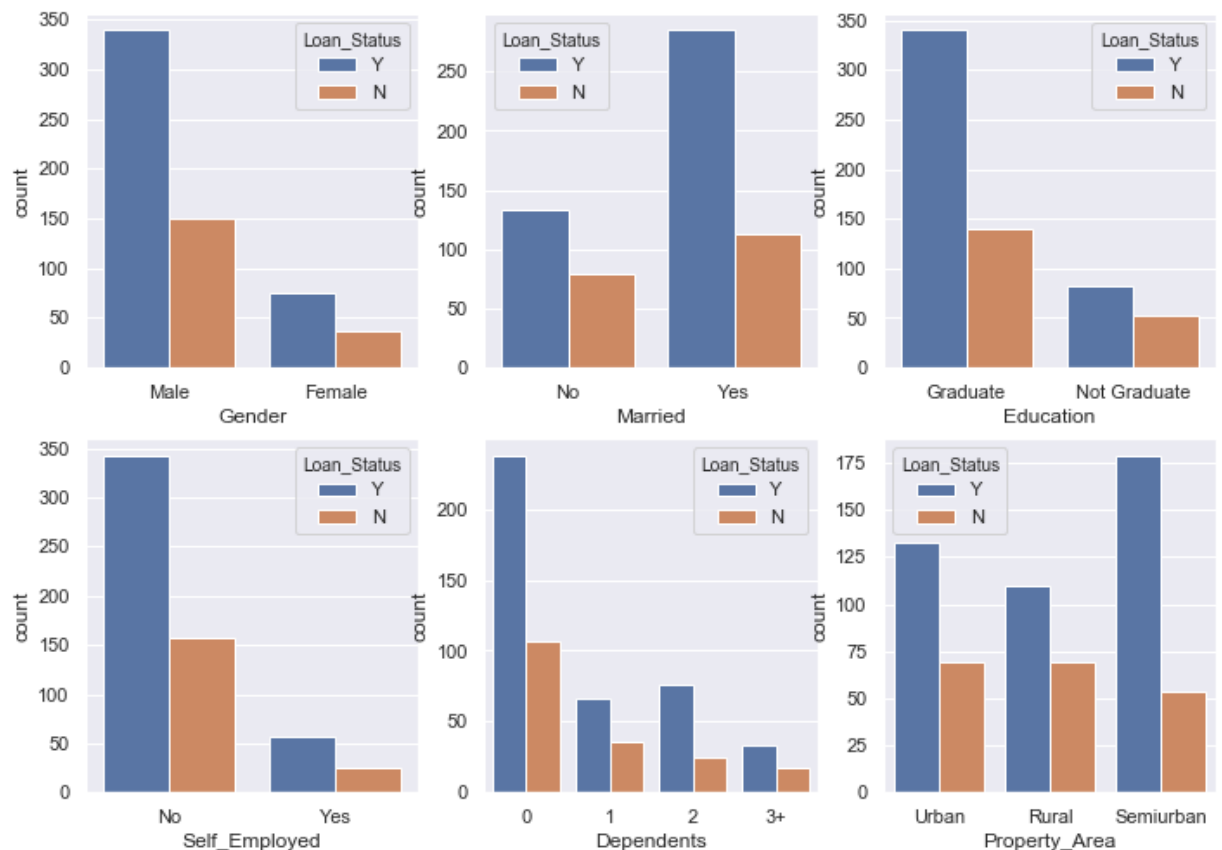 350
300
250
200
150
100
50
0
count
Loan_Status
Y
N
Male Female
Gender
250
200
150
100
50
0
count
Loan_Status
Y
N
No Yes
Married
350
300
250
200
150
100
50
0
count
Loan_Status
Y
N
Graduate Not Graduate
Education
350
300
250
200
150
100
50
0
count
Loan_Status
Y
N
No Yes
Self_Employed
200
150
100
50
0
count
Loan_Status
Y
N
0 1 2 3+
Dependents
175
150
125
100
75
50
25
0
count
Loan_Status
Y
N
Urban Rural Semiurban
Property_Area